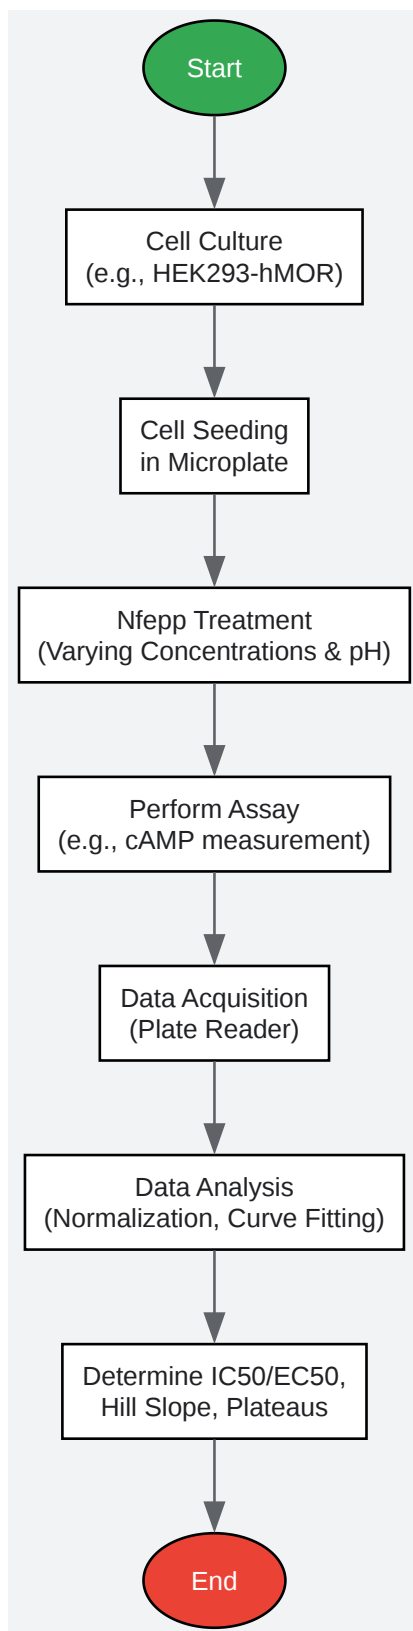 Start
Cell Culture
(e.g., HEK293-hMOR)
Cell Seeding
in Microplate
Nfepp Treatment
(Varying Concentrations & pH)
Perform Assay
(e.g., cAMP measurement)
Data Acquisition
(Plate Reader)
Data Analysis
(Normalization, Curve Fitting)
Determine IC50/EC50,
Hill Slope, Plateaus
End